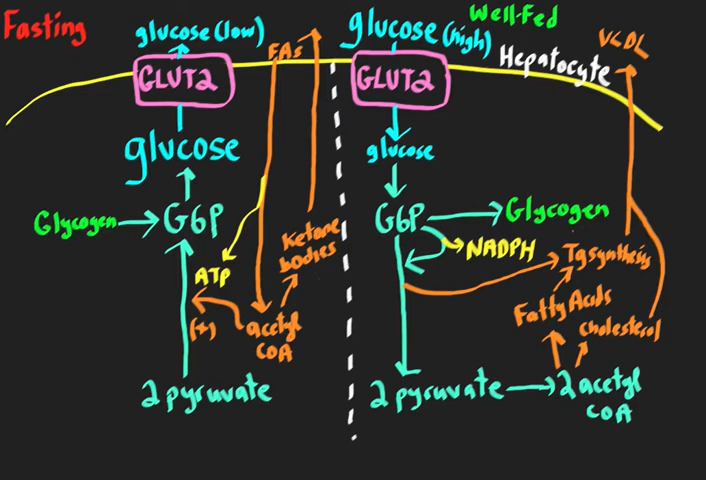 Fasting
glucose (low)
FAs
GLUT2
glucose
Glycogen
G6P
ATP
Ketone
bodies
(+)
acetyl
COA
2 pyruvate
Well-Fed
glucose (high)
Hepatocyte
VLDL
GLUT2
glucose
G6P
Glycogen
NADPH
Tg synthesis
Fatty Acids
cholesterol
2 pyruvate
2 acetyl
COA